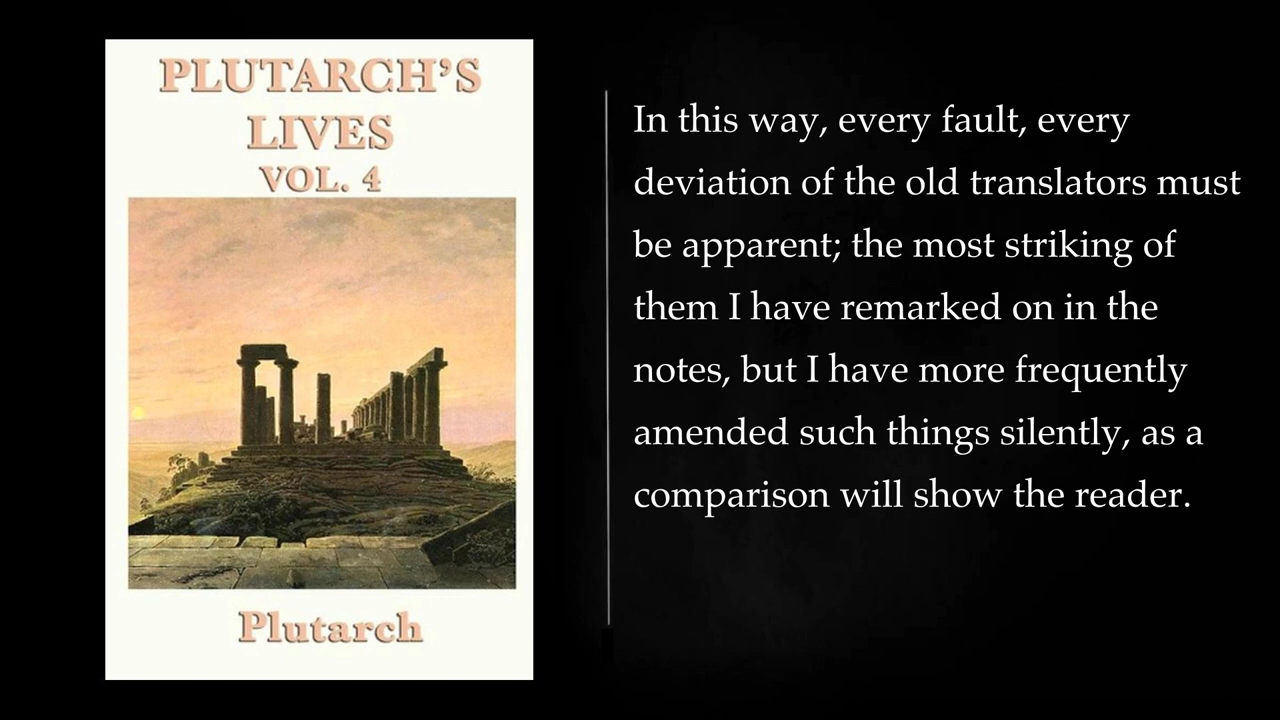 PLUTARCH'S
LIVES
VOL. 4
Plutarch
In this way, every fault, every
deviation of the old translators must
be apparent; the most striking of
them I have remarked on in the
notes, but I have more frequently
amended such things silently, as a
comparison will show the reader.